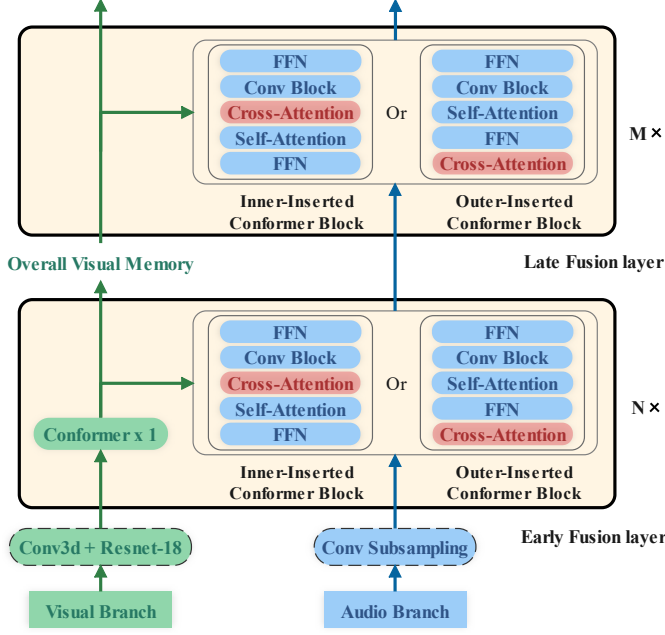 FFN
Conv Block
Cross-Attention
Self-Attention
FFN
Inner-Inserted
Conformer Block
Or
FFN
Conv Block
Self-Attention
FFN
Cross-Attention
Outer-Inserted
Conformer Block
M ×
Overall Visual Memory
Late Fusion layer
FFN
Conv Block
Cross-Attention
Self-Attention
FFN
Inner-Inserted
Conformer Block
Or
FFN
Conv Block
Self-Attention
FFN
Cross-Attention
Outer-Inserted
Conformer Block
N ×
Conformer x 1
Early Fusion layer
Conv3d + Resnet-18
Conv Subsampling
Visual Branch
Audio Branch